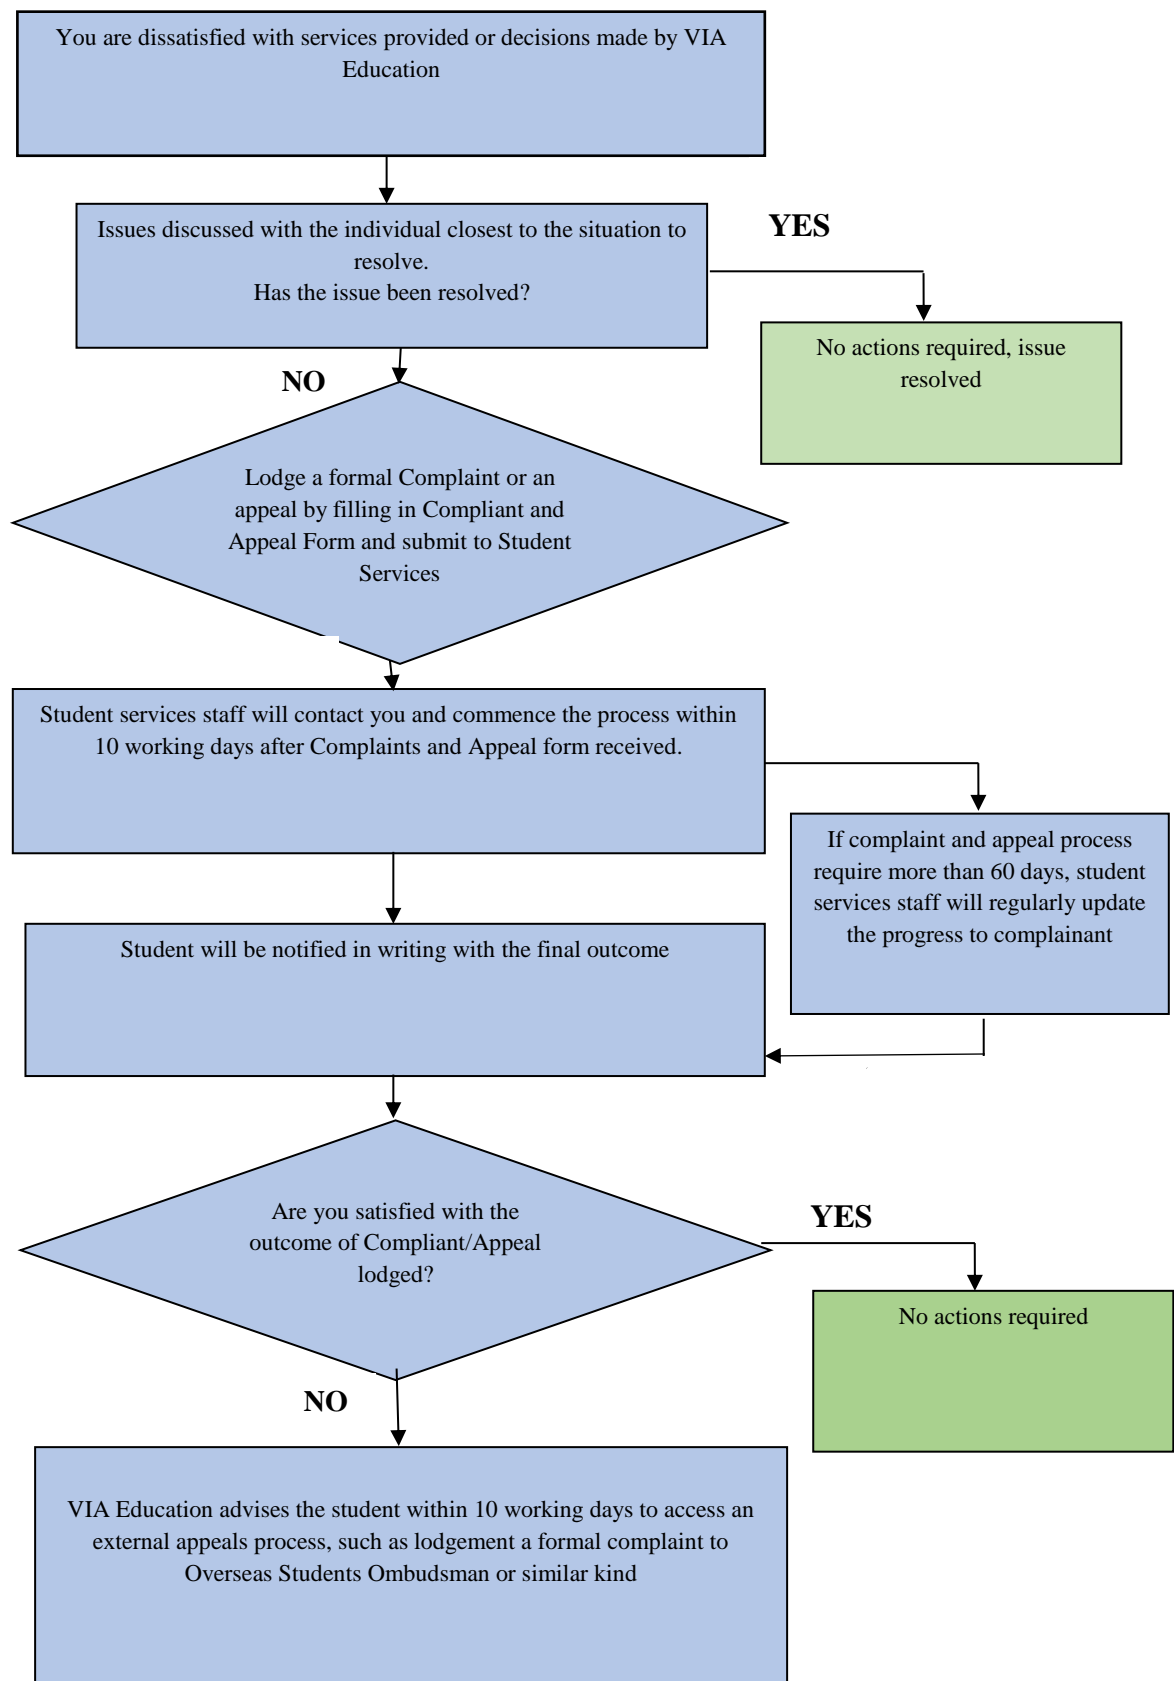 You are dissatisfied with services provided or decisions made by VIA
Education
Issues discussed with the individual closest to the situation to
resolve.
Has the issue been resolved?
YES
No actions required, issue
resolved
NO
Lodge a formal Complaint or an
appeal by filling in Compliant and
Appeal Form and submit to Student
Services
Student services staff will contact you and commence the process within
10 working days after Complaints and Appeal form received.
If complaint and appeal process
require more than 60 days, student
services staff will regularly update
the progress to complainant
Student will be notified in writing with the final outcome
Are you satisfied with the
outcome of Compliant/Appeal
lodged?
YES
No actions required
NO
VIA Education advises the student within 10 working days to access an
external appeals process, such as lodgement a formal complaint to
Overseas Students Ombudsman or similar kind